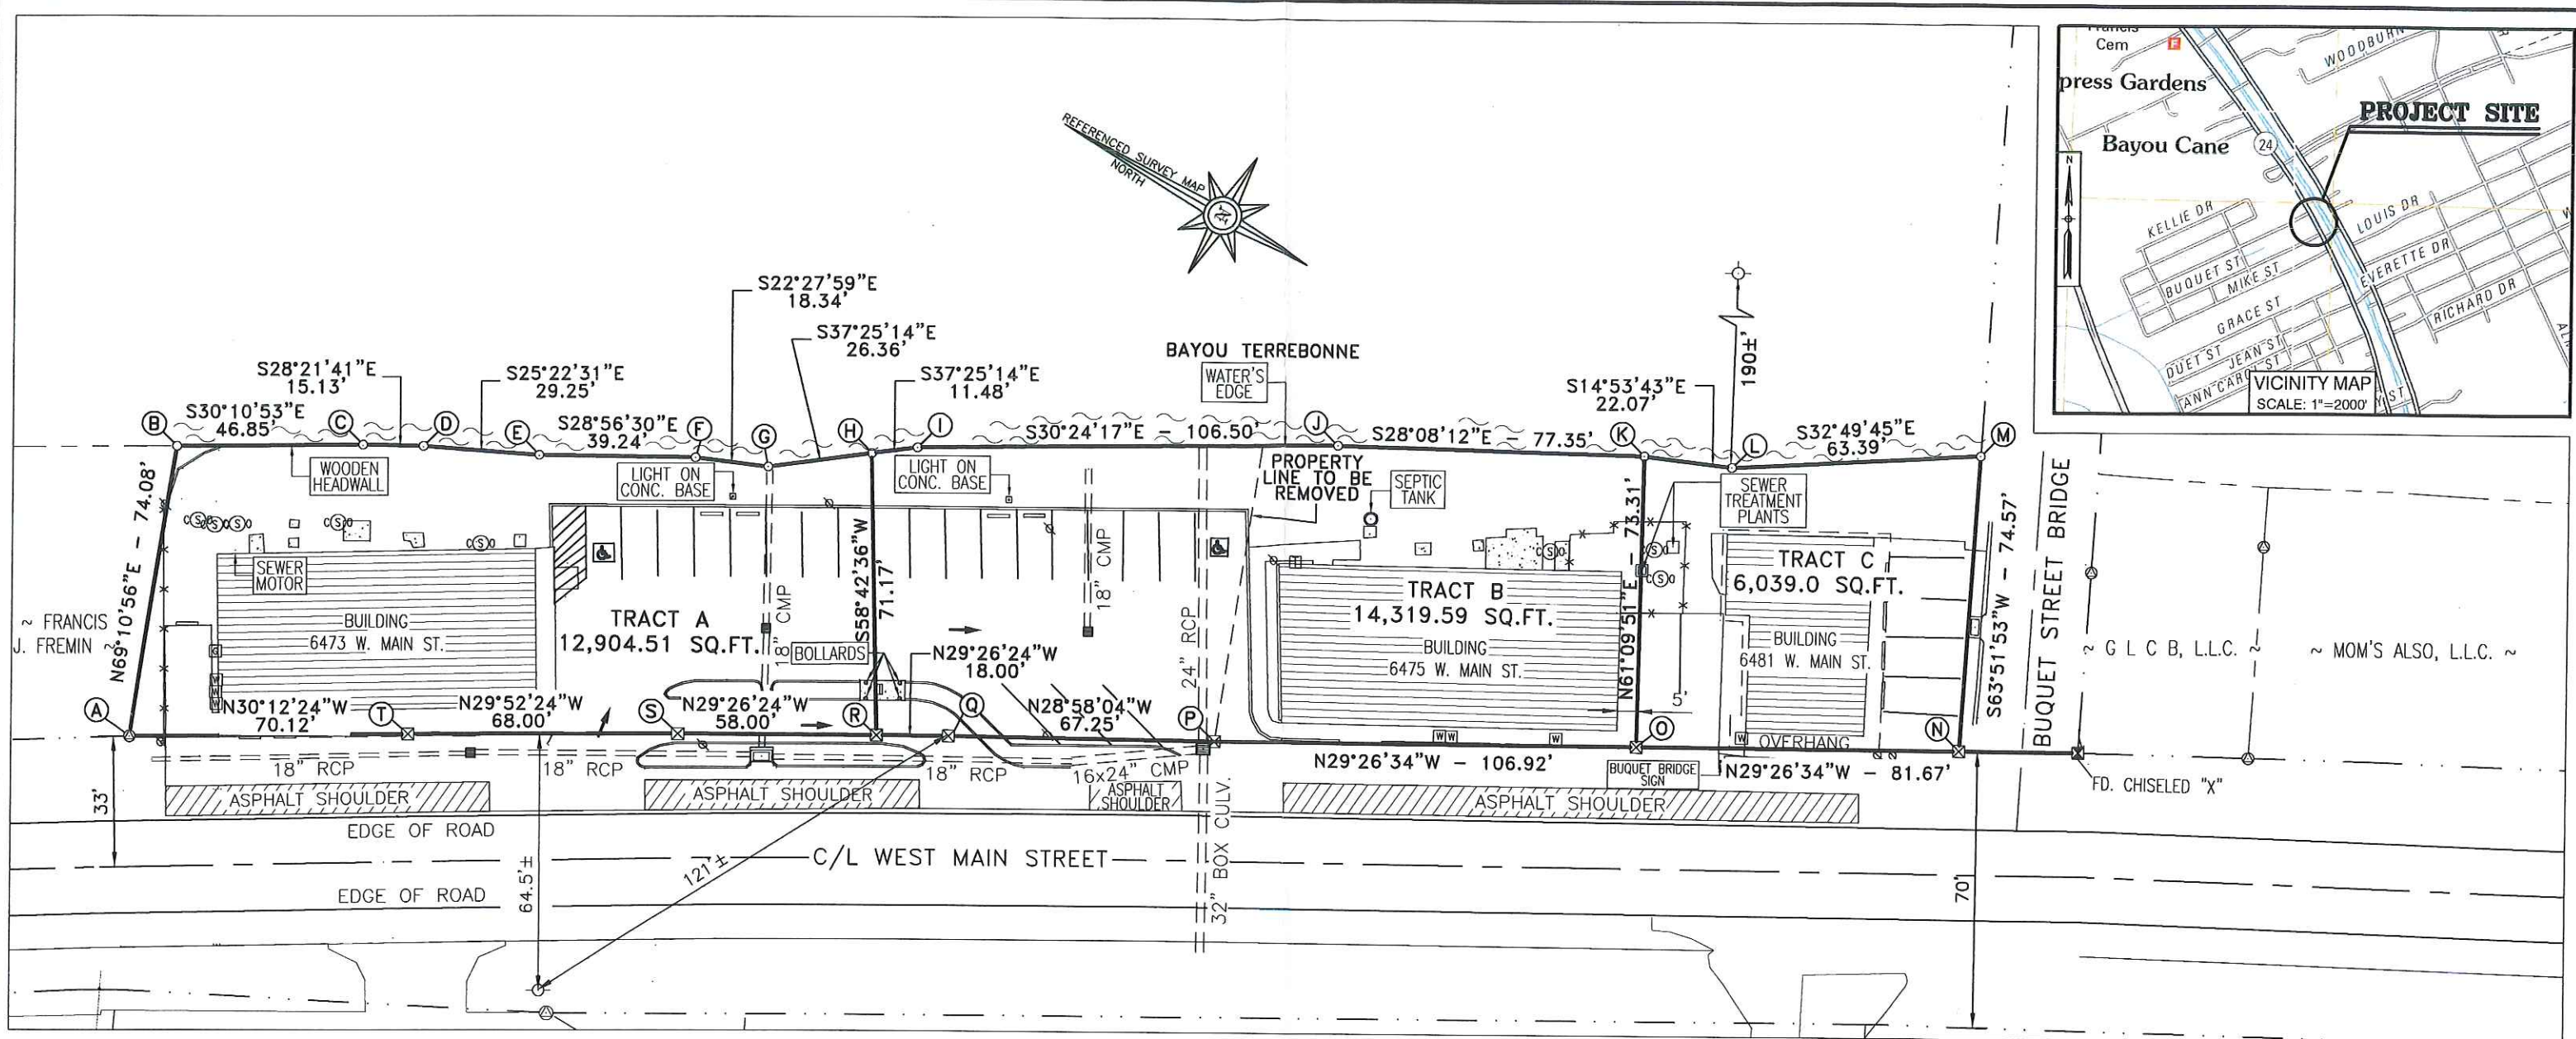 Cem
F
press Gardens
Bayou Cane
24
PROJECT SITE
WOODBURN
N
KELLIE DR
LOUIS DR
BUQUET ST
MIKE ST
EVERETTE DR
GRACE ST
RICHARD DR
DUET ST
JEAN ST
ANN CAROL ST
VICINITY MAP
SCALE: 1"=2000'
REFERENCED SURVEY MAP
NORTH
S22°27'59"E
18.34'
S37°25'14"E
26.36'
S28°21'41"E
15.13'
S25°22'31"E
29.25'
S37°25'14"E
11.48'
BAYOU TERREBONNE
WATER'S
EDGE
S14°53'43"E
22.07'
190±'
B
S30°10'53"E
46.85'
C
D
E
S28°56'30"E
39.24'
F
G
H
I
S30°24'17"E - 106.50'
J
S28°08'12"E - 77.35'
K
L
S32°49'45"E
63.39'
M
WOODEN
HEADWALL
LIGHT ON
CONC. BASE
LIGHT ON
CONC. BASE
PROPERTY
LINE TO BE
REMOVED
SEPTIC
TANK
SEWER
TREATMENT
PLANTS
N69°10'56"E - 74.08'
S58°42'36"W
71.17'
N61°09'51"E - 73.31'
S63°51'53"W - 74.57'
BUQUET STREET BRIDGE
SEWER
MOTOR
18" CMP
18" CMP
24" RCP
~ FRANCIS
J. FREMIN ~
BUILDING
6473 W. MAIN ST.
TRACT A
12,904.51 SQ.FT.
BOLLARDS
TRACT B
14,319.59 SQ.FT.
BUILDING
6475 W. MAIN ST.
TRACT C
6,039.0 SQ.FT.
BUILDING
6481 W. MAIN ST.
~ G L C B, L.L.C. ~
~ MOM'S ALSO, L.L.C. ~
N29°26'24"W
18.00'
5'
A
N30°12'24"W
70.12'
T
N29°52'24"W
68.00'
S
N29°26'24"W
58.00'
R
Q
N28°58'04"W
67.25'
P
O
N
OVERHANG
18" RCP
18" RCP
18" RCP
16x24" CMP
N29°26'34"W - 106.92'
BUQUET BRIDGE
SIGN
N29°26'34"W - 81.67'
FD. CHISELED "X"
ASPHALT SHOULDER
ASPHALT SHOULDER
ASPHALT
SHOULDER
ASPHALT SHOULDER
33'
EDGE OF ROAD
C/L WEST MAIN STREET
EDGE OF ROAD
64.5'±
121'±
32" BOX CULV.
70'